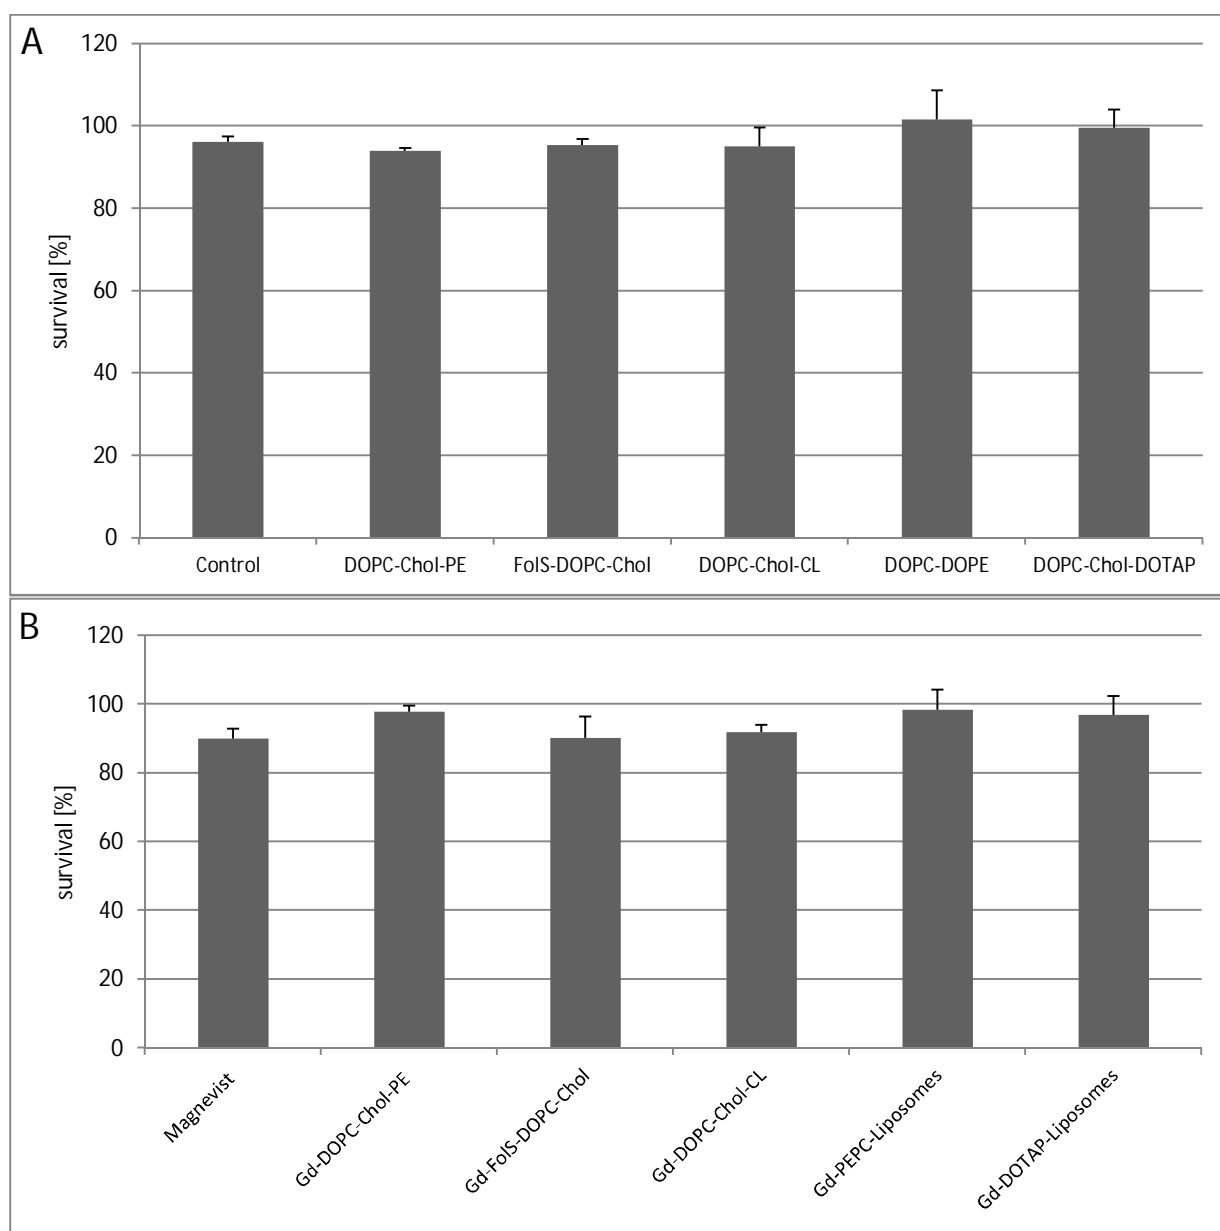 A
120
100
80
60
40
20
0
survival [%]
Control DOPC-Chol-PE FolS-DOPC-Chol DOPC-Chol-CL DOPC-DOPE DOPC-Chol-DOTAP
B
120
100
80
60
40
20
0
survival [%]
Magnevist
Gd-DOPC-Chol-PE
Gd-FolS-DOPC-Chol
Gd-DOPC-Chol-CL
Gd-PEPC-Liposomes
Gd-DOTAP-Liposomes